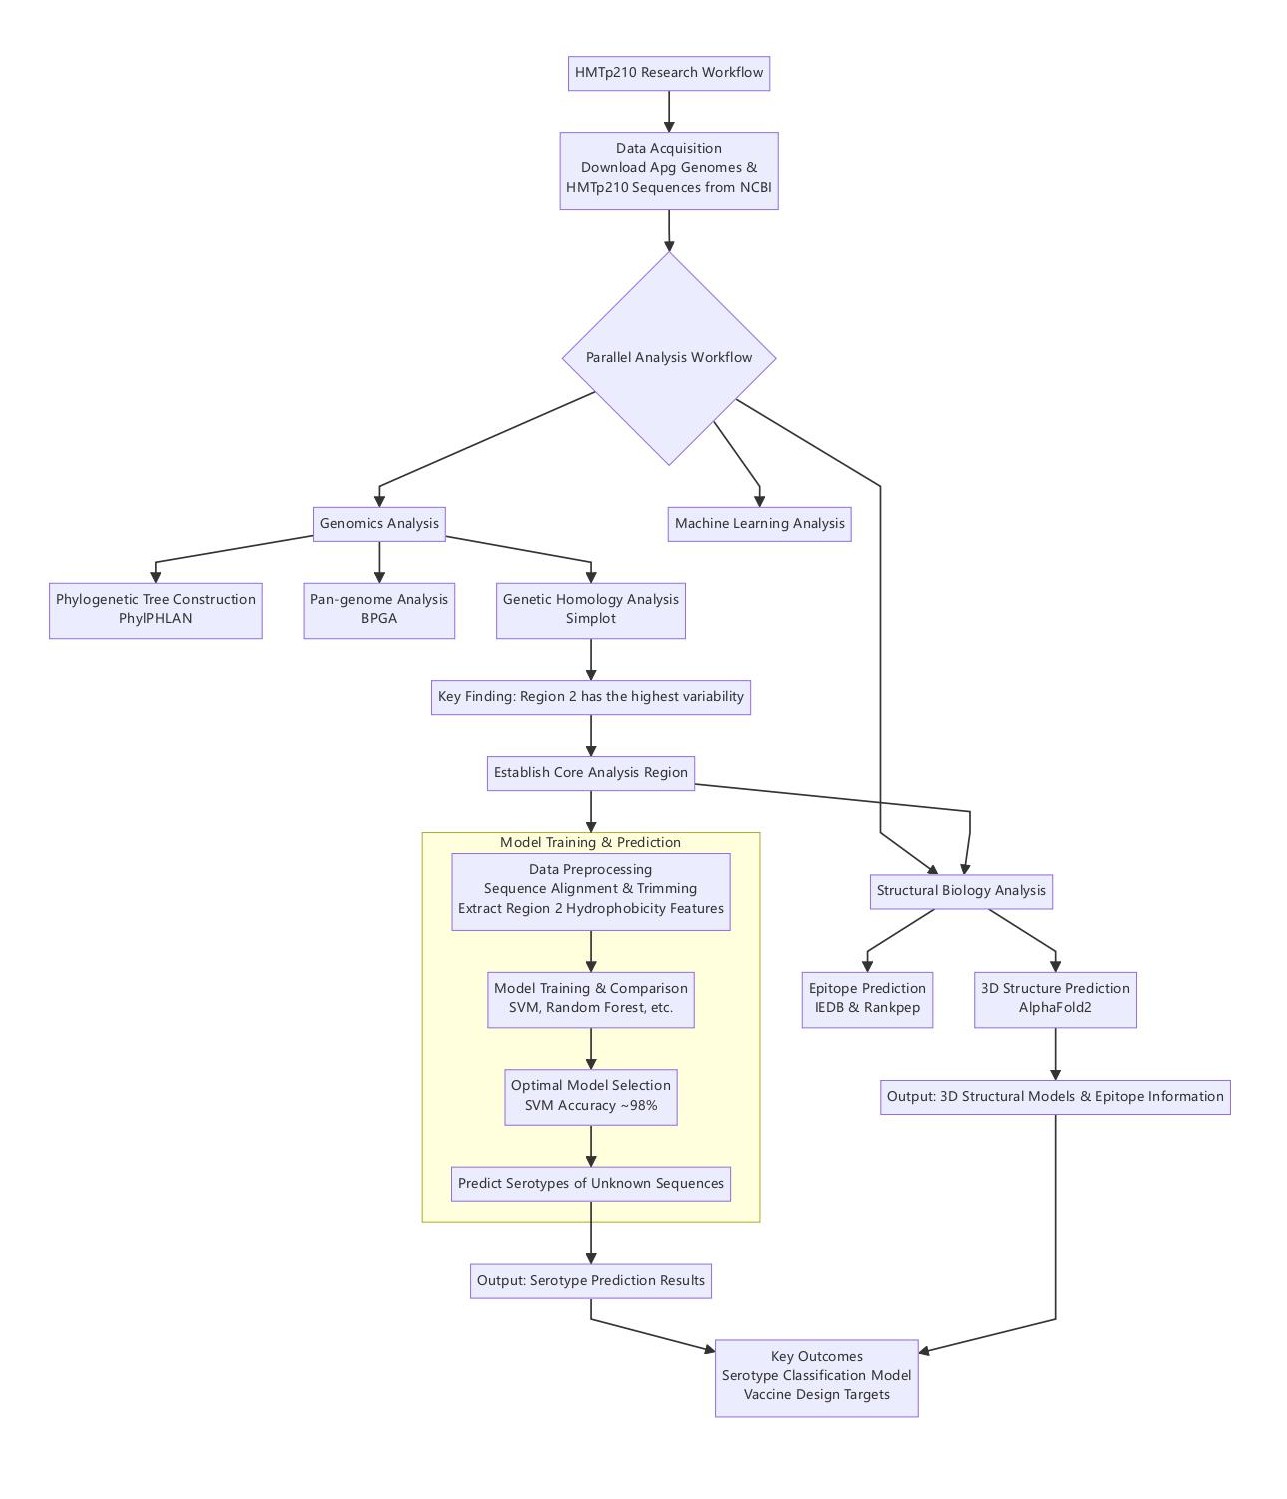 HMTp210 Research Workflow
Data Acquisition
Download Apg Genomes &
HMTp210 Sequences from NCBI
Parallel Analysis Workflow
Genomics Analysis
Machine Learning Analysis
Phylogenetic Tree Construction
PhylPHLAN
Pan-genome Analysis
BPGA
Genetic Homology Analysis
Simplot
Key Finding: Region 2 has the highest variability
Establish Core Analysis Region
Model Training & Prediction
Data Preprocessing
Sequence Alignment & Trimming
Extract Region 2 Hydrophobicity Features
Structural Biology Analysis
Model Training & Comparison
SVM, Random Forest, etc.
Epitope Prediction
IEDB & Rankpep
3D Structure Prediction
AlphaFold2
Optimal Model Selection
SVM Accuracy ~98%
Output: 3D Structural Models & Epitope Information
Predict Serotypes of Unknown Sequences
Output: Serotype Prediction Results
Key Outcomes
Serotype Classification Model
Vaccine Design Targets